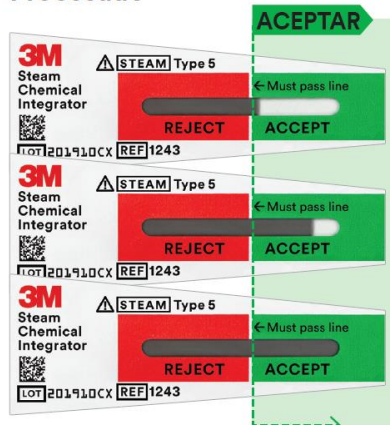 ACEPTAR
3M
Steam
Chemical
Integrator
STEAM Type 5
← Must pass line
REJECT ACCEPT
LOT 201910CX REF 1243
3M
Steam
Chemical
Integrator
STEAM Type 5
← Must pass line
REJECT ACCEPT
LOT 201910CX REF 1243
3M
Steam
Chemical
Integrator
STEAM Type 5
← Must pass line
REJECT ACCEPT
LOT 201910CX REF 1243